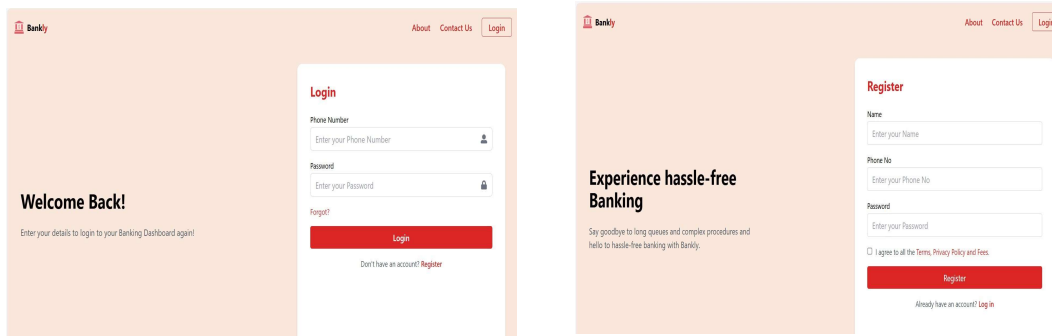 Bankly
About Contact Us Login
Login
Phone Number
Enter your Phone Number
Password
Enter your Password
Forgot?
Login
Don't have an account? Register
Welcome Back!
Enter your details to login to your Banking Dashboard again!
Bankly
About Contact Us Login
Register
Name
Enter your Name
Phone No
Enter your Phone No
Password
Enter your Password
I agree to all the Terms, Privacy Policy and Fees.
Register
Already have an account? Log in
Experience hassle-free
Banking
Say goodbye to long queues and complex procedures and
hello to hassle-free banking with Bankly.